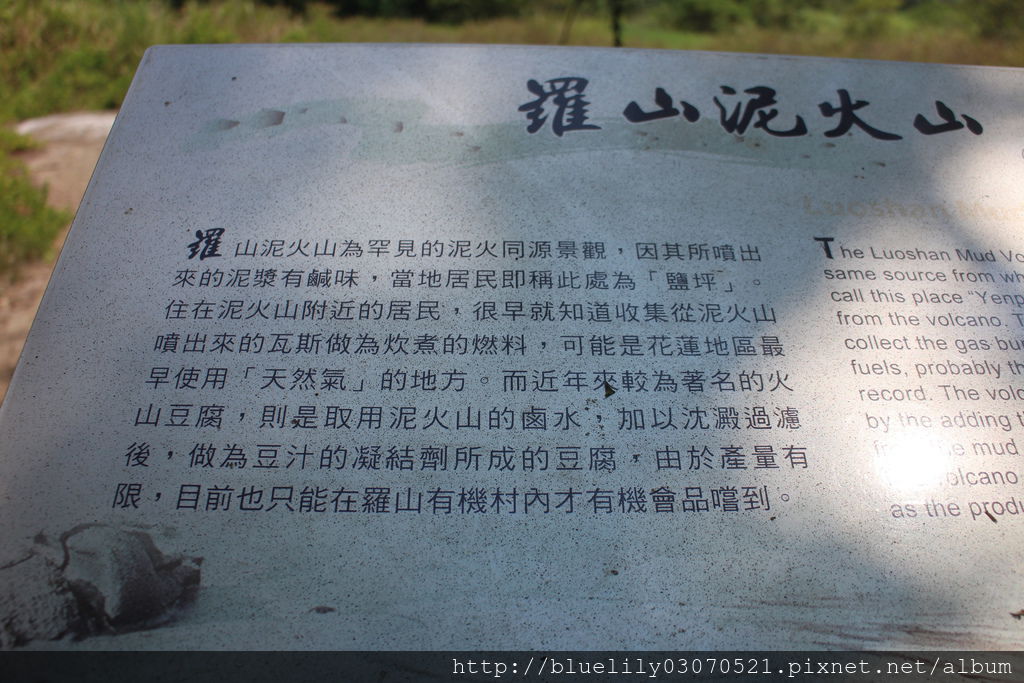 羅山泥火山
羅山泥火山為罕見的泥火同源景觀，因其所噴出
來的泥漿有鹹味，當地居民即稱此處為「鹽坪」。
住在泥火山附近的居民，很早就知道收集從泥火山
噴出來的瓦斯做為炊煮的燃料，可能是花蓮地區最
早使用「天然氣」的地方。而近年來較為著名的火
山豆腐，則是取用泥火山的鹵水，加以沈澱過濾
後，做為豆汁的凝結劑所成的豆腐，由於產量有
限，目前也只能在羅山有機村內才有機會品嚐到。
Luoshan
The Luoshan Mud
same source from
call this place "Yenp
from the volcano.
collect the gas
fuels, probably
record. The
by the adding
the mud
volcano
as the
http://bluelily03070521.pixnet.net/album